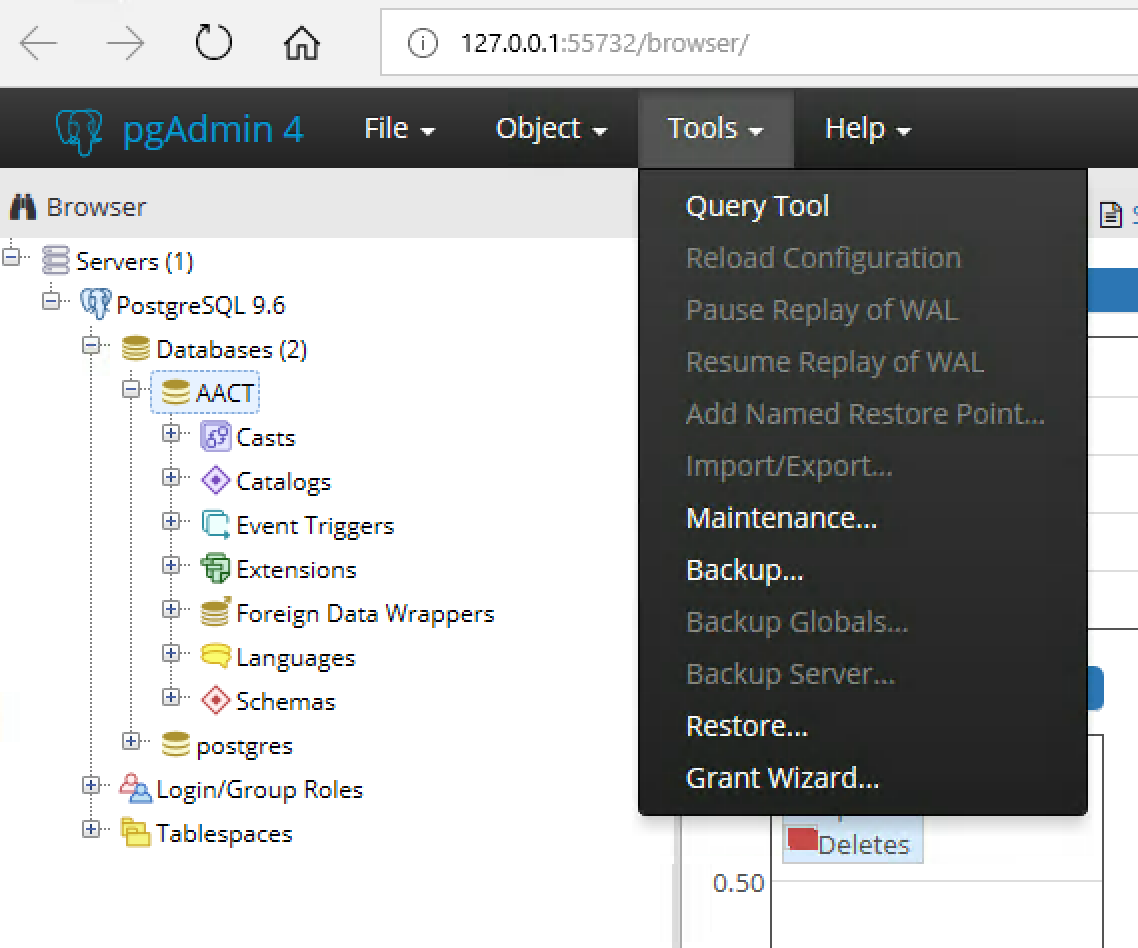 127.0.0.1:55732/browser/
pgAdmin 4 File Object Tools Help
Browser
Servers (1)
PostgreSQL 9.6
Databases (2)
AACT
Casts
Catalogs
Event Triggers
Extensions
Foreign Data Wrappers
Languages
Schemas
postgres
Login/Group Roles
Tablespaces
Query Tool
Reload Configuration
Pause Replay of WAL
Resume Replay of WAL
Add Named Restore Point...
Import/Export...
Maintenance...
Backup...
Backup Globals...
Backup Server...
Restore...
Grant Wizard...
Deletes
0.50